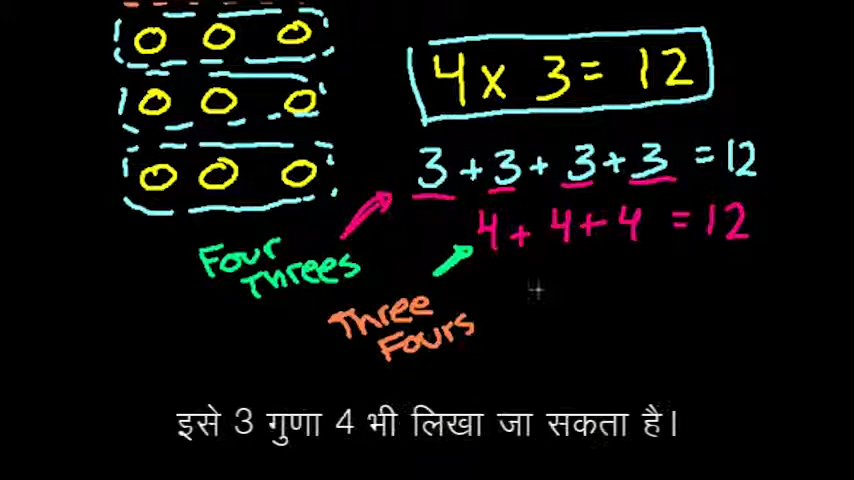 4 x 3 = 12
3 + 3 + 3 + 3 = 12
4 + 4 + 4 = 12
Four
Threes
Three
Fours
इसे 3 गुणा 4 भी लिखा जा सकता है।